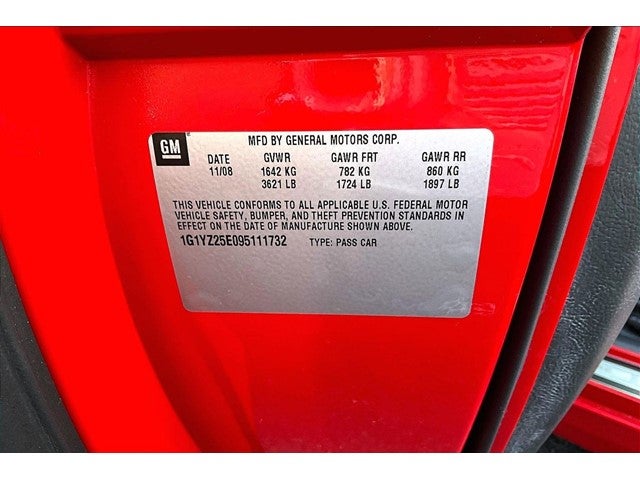 GM
MFD BY GENERAL MOTORS CORP.
DATE GVWR GAWR FRT GAWR RR
11/08 1642 KG 782 KG 860 KG
3621 LB 1724 LB 1897 LB
THIS VEHICLE CONFORMS TO ALL APPLICABLE U.S. FEDERAL MOTOR
VEHICLE SAFETY, BUMPER, AND THEFT PREVENTION STANDARDS IN
EFFECT ON THE DATE OF MANUFACTURE SHOWN ABOVE.
1G1YZ25E095111732 TYPE: PASS CAR